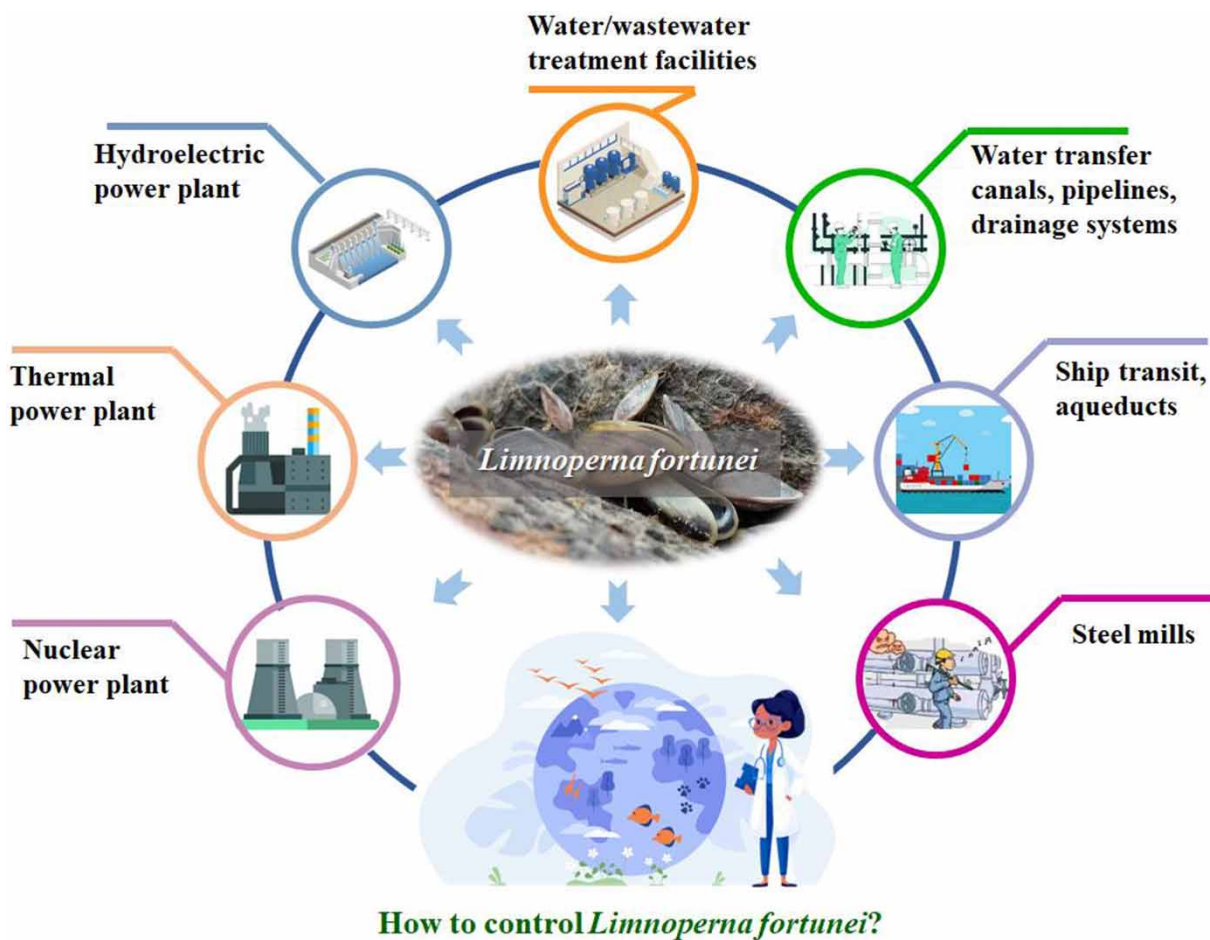 Water/wastewater
treatment facilities
Hydroelectric
power plant
Water transfer
canals, pipelines,
drainage systems
Thermal
power plant
Limnoperna fortunei
Ship transit,
aqueducts
Nuclear
power plant
Steel mills
How to control Limnoperna fortunei?